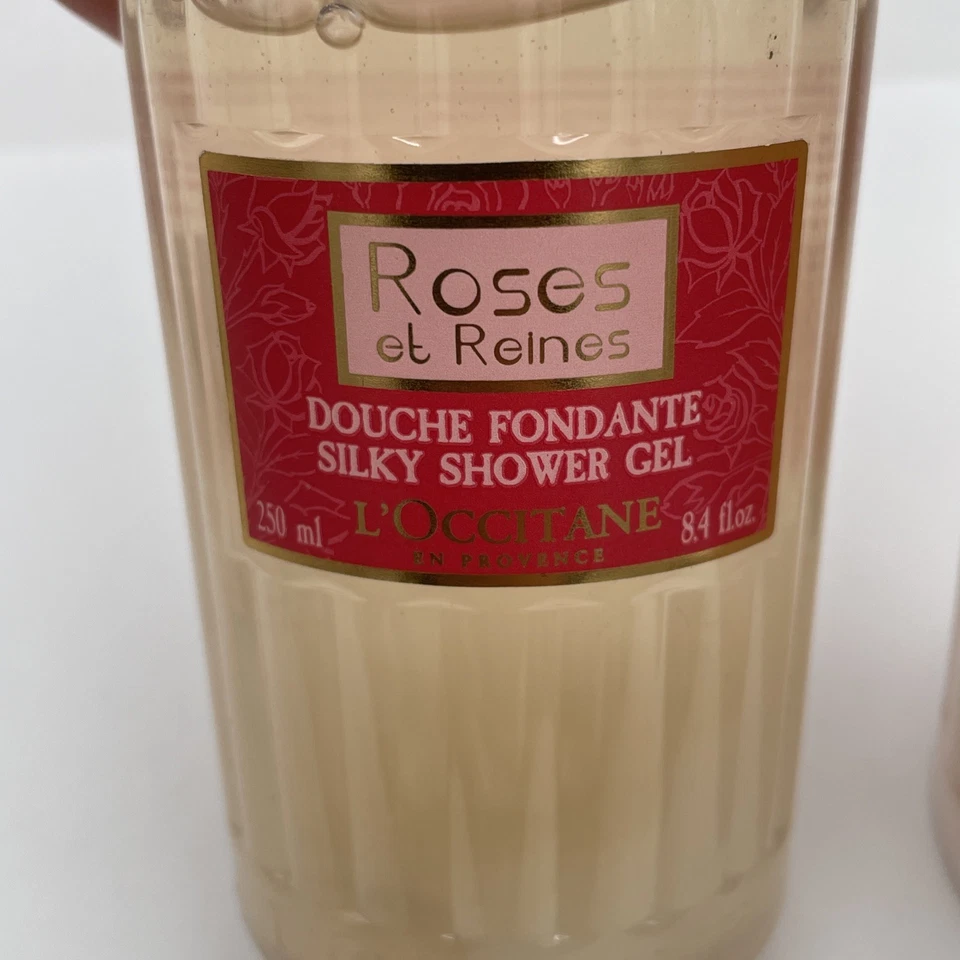 Roses
et Reines
DOUCHE FONDANTE
SILKY SHOWER GEL
250 ml L'OCCITANE 8.4 fl.oz.
EN PROVENCE